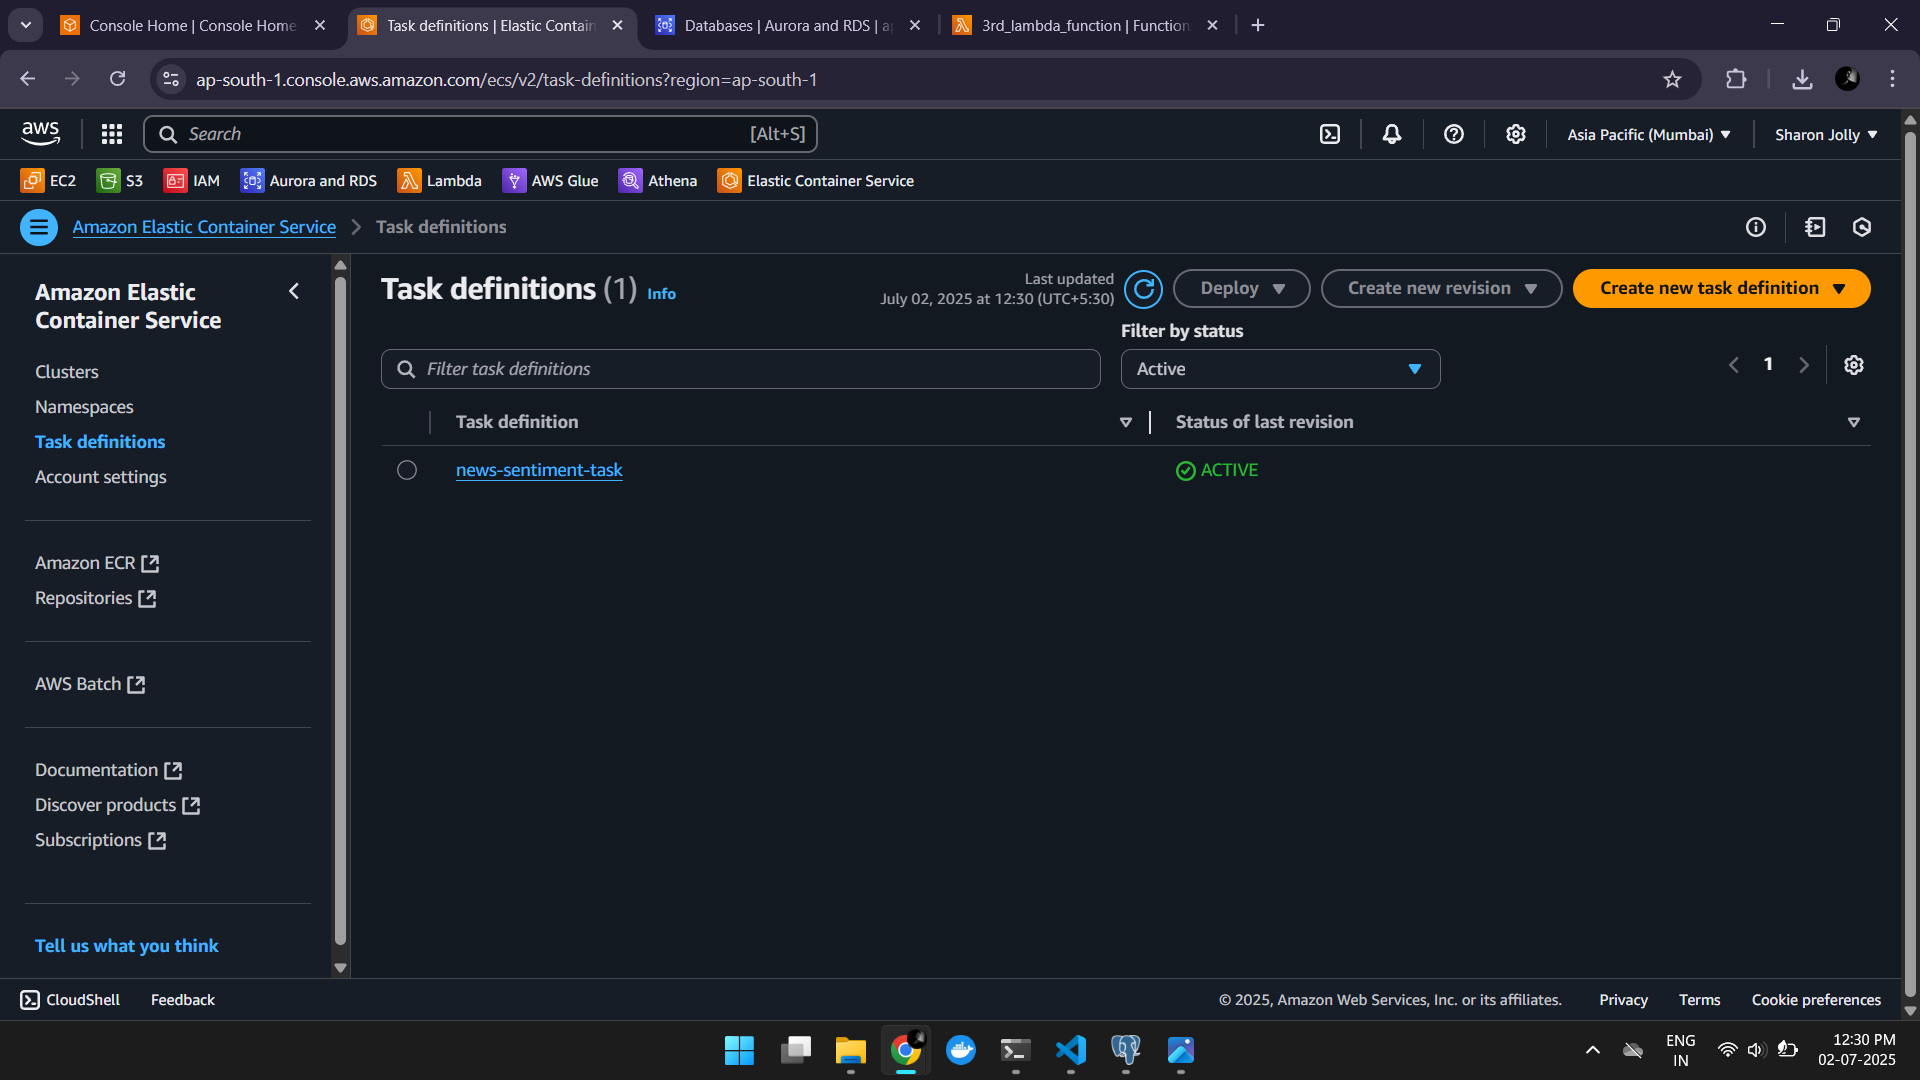 Console Home | Console Home
Task definitions | Elastic Contain
Databases | Aurora and RDS | a
3rd_lambda_function | Function
ap-south-1.console.aws.amazon.com/ecs/v2/task-definitions?region=ap-south-1
aws
Search
[Alt+S]
Asia Pacific (Mumbai)
Sharon Jolly
EC2
S3
IAM
Aurora and RDS
Lambda
AWS Glue
Athena
Elastic Container Service
Amazon Elastic Container Service
Task definitions
Amazon Elastic
Container Service
Clusters
Namespaces
Task definitions
Account settings
Amazon ECR
Repositories
AWS Batch
Documentation
Discover products
Subscriptions
Tell us what you think
Task definitions (1) Info
Last updated
July 02, 2025 at 12:30 (UTC+5:30)
Deploy
Create new revision
Create new task definition
Filter by status
Filter task definitions
Active
1
Task definition
Status of last revision
news-sentiment-task
ACTIVE
CloudShell
Feedback
© 2025, Amazon Web Services, Inc. or its affiliates.
Privacy
Terms
Cookie preferences
ENG
IN
12:30 PM
02-07-2025